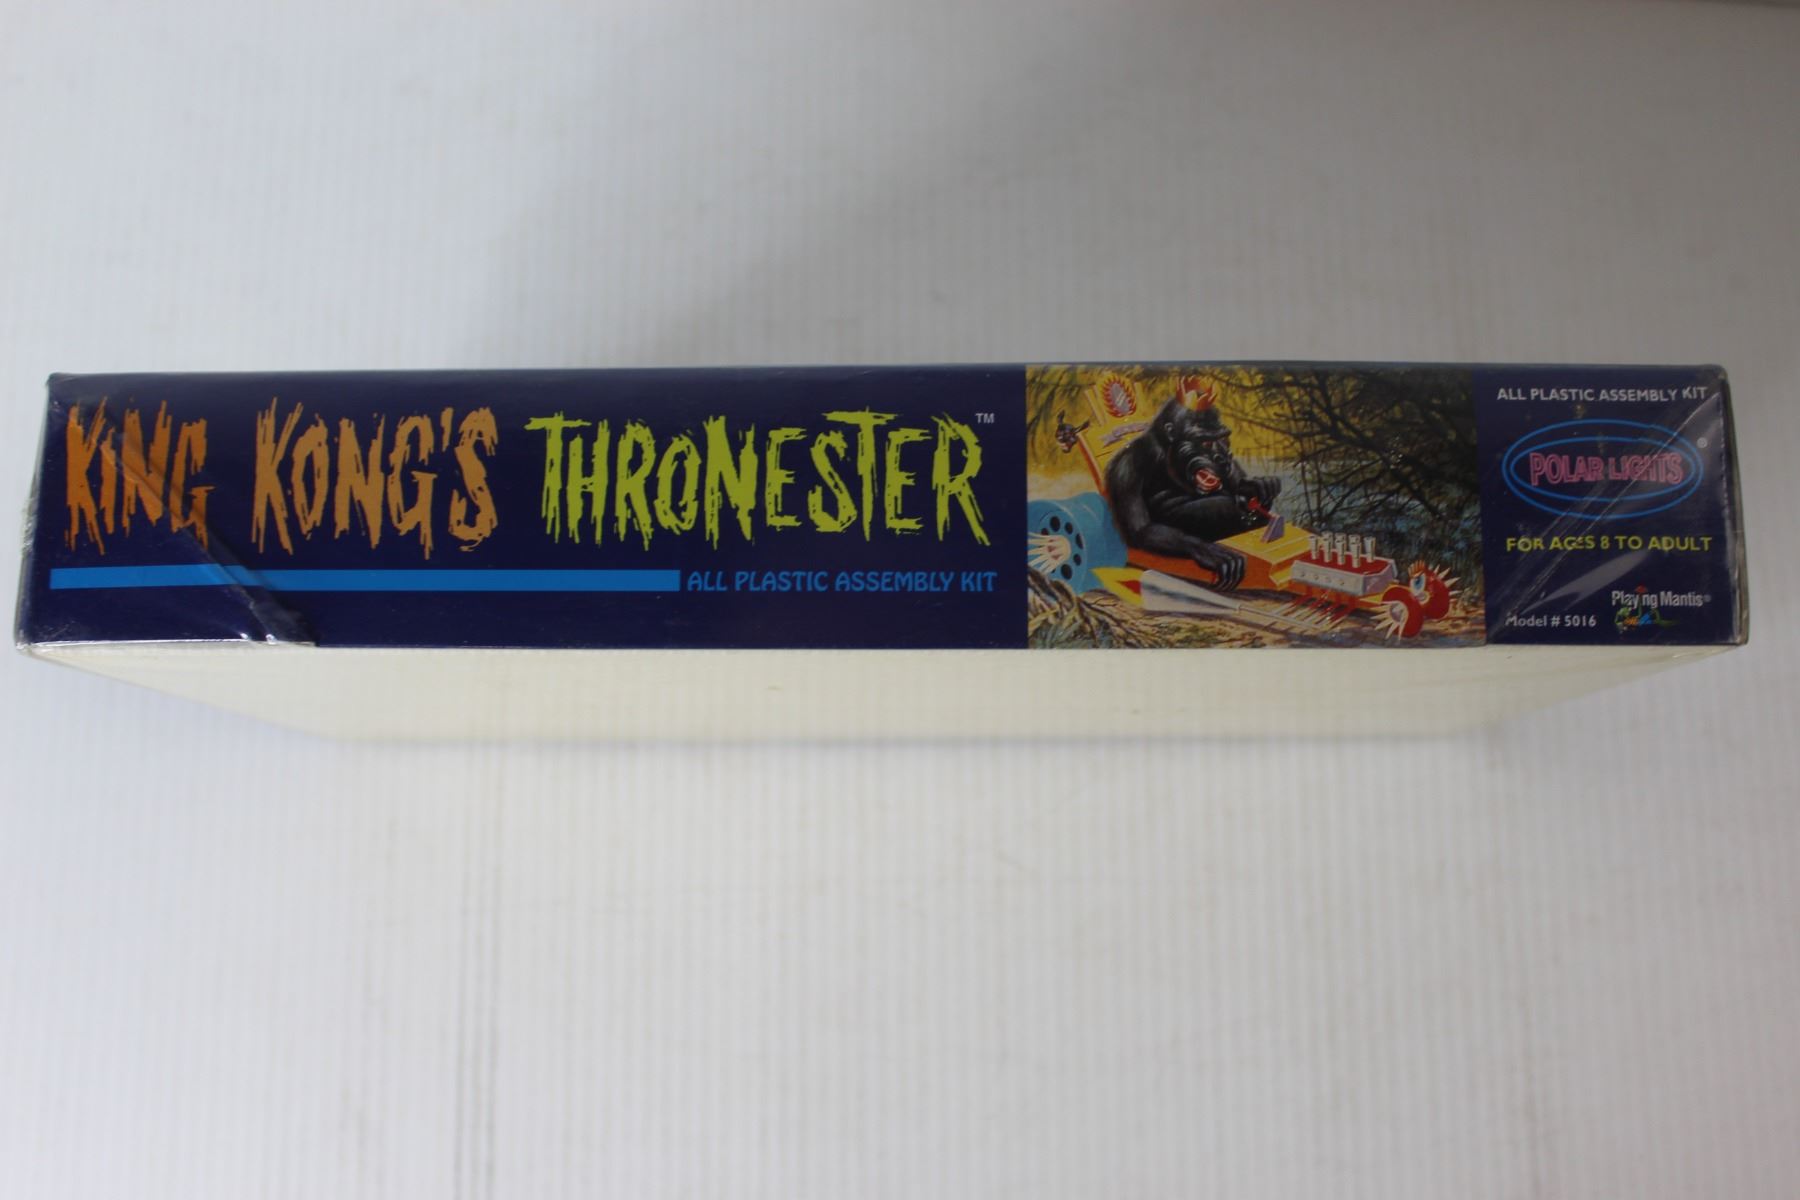 KING KONG'S THRONESTER™
ALL PLASTIC ASSEMBLY KIT
ALL PLASTIC ASSEMBLY KIT
POLAR LIGHTS®
FOR AGES 8 TO ADULT
Playing Mantis®
Model # 5016